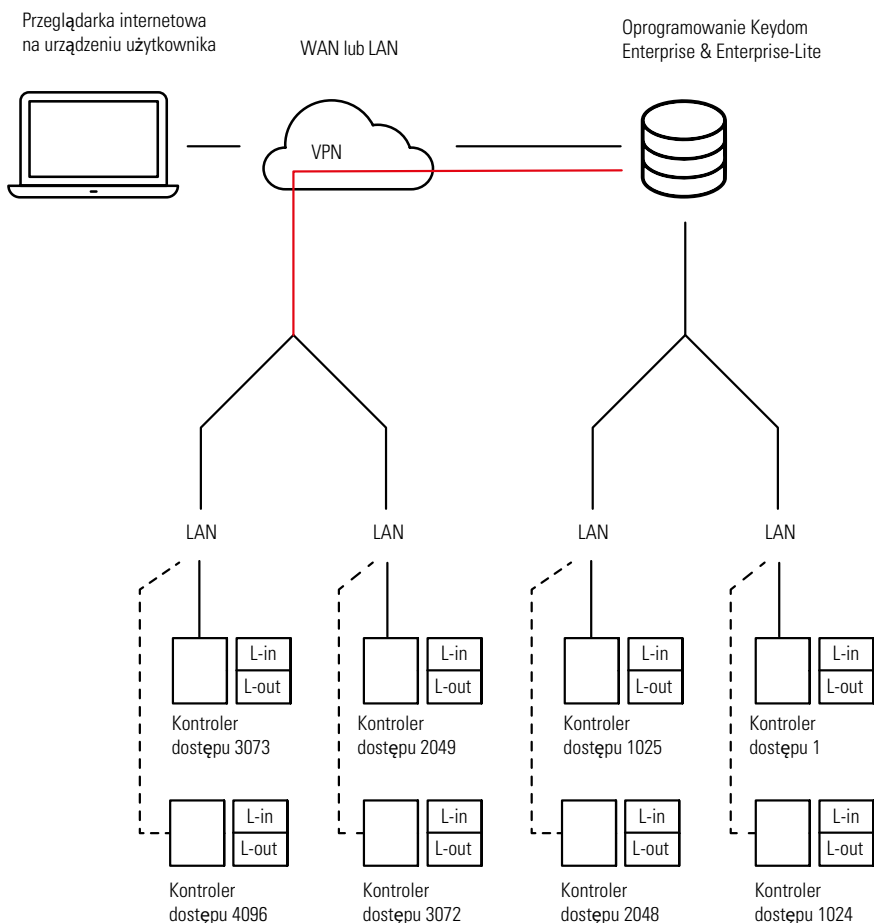 Przeglądarka internetowa
na urządzeniu użytkownika
WAN lub LAN
Oprogramowanie Keydom
Enterprise & Enterprise-Lite
VPN
LAN
LAN
LAN
LAN
L-in
L-out
L-in
L-out
L-in
L-out
L-in
L-out
Kontroler
dostępu 3073
Kontroler
dostępu 2049
Kontroler
dostępu 1025
Kontroler
dostępu 1
L-in
L-out
L-in
L-out
L-in
L-out
L-in
L-out
Kontroler
dostępu 4096
Kontroler
dostępu 3072
Kontroler
dostępu 2048
Kontroler
dostępu 1024